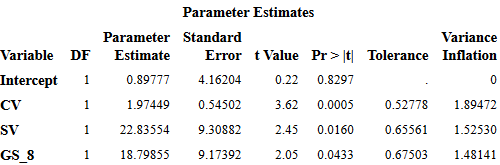 Parameter Estimates
Parameter Standard Variance
Variable DF Estimate Error t Value Pr > |t| Tolerance Inflation
Intercept 1 0.89777 4.16204 0.22 0.8297 . 0
CV 1 1.97449 0.54502 3.62 0.0005 0.52778 1.89472
SV 1 22.83554 9.30882 2.45 0.0160 0.65561 1.52530
GS_8 1 18.79855 9.17392 2.05 0.0433 0.67503 1.48141